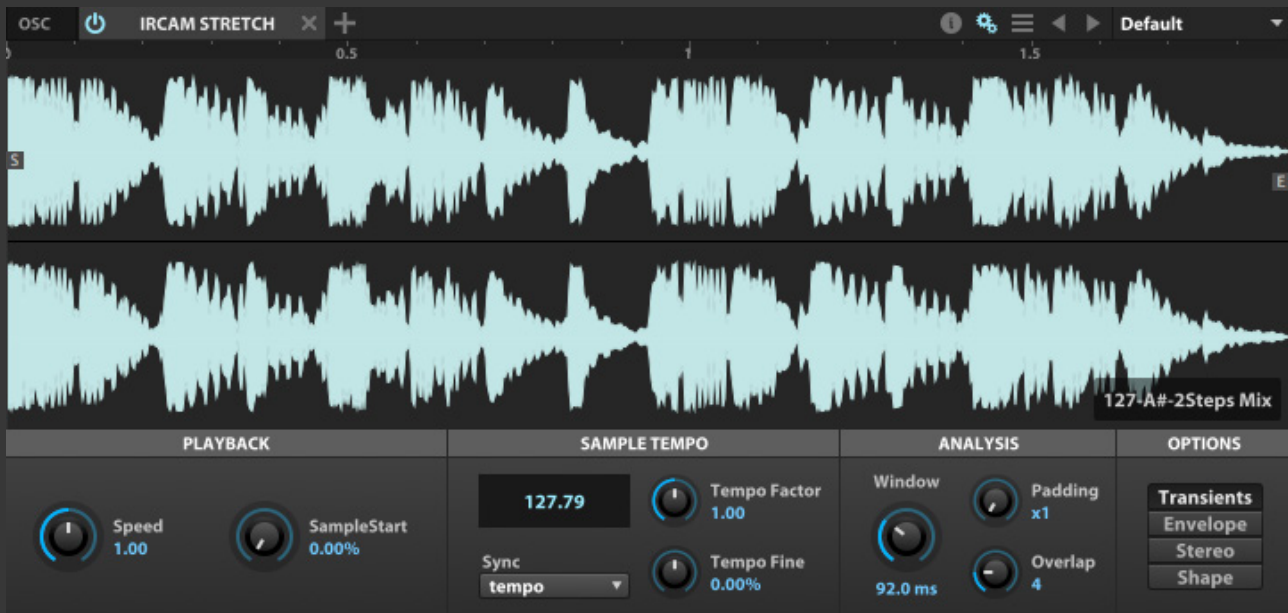 OSC IRCAM STRETCH i Default
0 0.5 1 1.5
S
E
127-A#-2Steps Mix
PLAYBACK SAMPLE TEMPO ANALYSIS OPTIONS
Speed
1.00
SampleStart
0.00%
127.79
Tempo Factor
1.00
Sync
tempo
Tempo Fine
0.00%
Window
92.0 ms
Padding
x1
Overlap
4
Transients
Envelope
Stereo
Shape